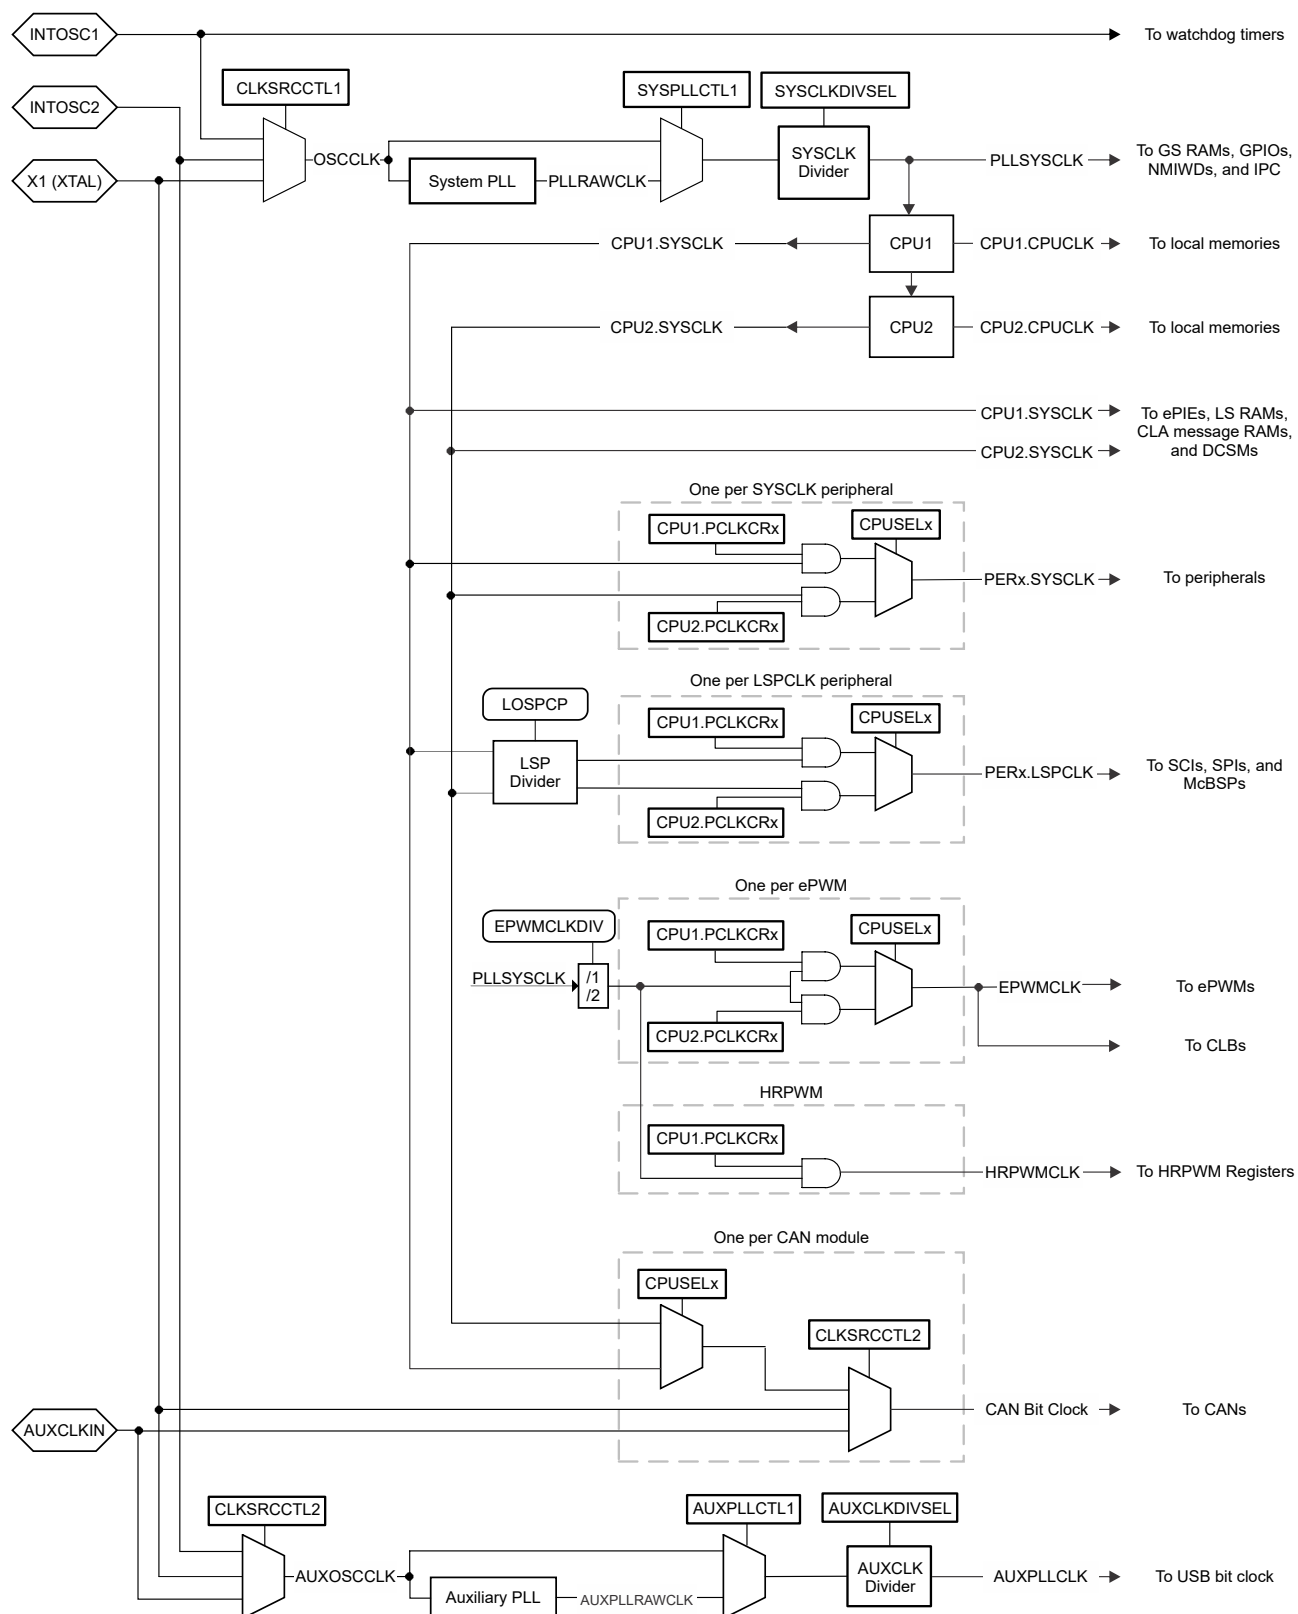 INTOSC1
To watchdog timers
CLKSRCCTL1
SYSPLLCTL1
SYSCLKDIVSEL
INTOSC2
X1 (XTAL)
OSCCLK
System PLL
PLLRAWCLK
SYSCLK
Divider
PLLSYSCLK
To GS RAMs, GPIOs,
NMIWDs, and IPC
CPU1.SYSCLK
CPU1
CPU1.CPUCLK
To local memories
CPU2.SYSCLK
CPU2
CPU2.CPUCLK
To local memories
CPU1.SYSCLK
CPU2.SYSCLK
To ePIEs, LS RAMs,
CLA message RAMs,
and DCSMs
One per SYSCLK peripheral
CPU1.PCLKCRx
CPUSELx
PERx.SYSCLK
To peripherals
CPU2.PCLKCRx
One per LSPCLK peripheral
LOSPCP
CPU1.PCLKCRx
CPUSELx
LSP
Divider
PERx.LSPCLK
To SCIs, SPIs, and
McBSPs
CPU2.PCLKCRx
One per ePWM
EPWMCLKDIV
CPU1.PCLKCRx
CPUSELx
PLLSYSCLK
/1
/2
EPWMCLK
To ePWMs
CPU2.PCLKCRx
To CLBs
HRPWM
CPU1.PCLKCRx
HRPWMCLK
To HRPWM Registers
One per CAN module
CPUSELx
CLKSRCCTL2
AUXCLKIN
CAN Bit Clock
To CANs
CLKSRCCTL2
AUXPLLCTL1
AUXCLKDIVSEL
AUXOSCCLK
Auxiliary PLL
AUXPLLRAWCLK
AUXCLK
Divider
AUXPLLCLK
To USB bit clock